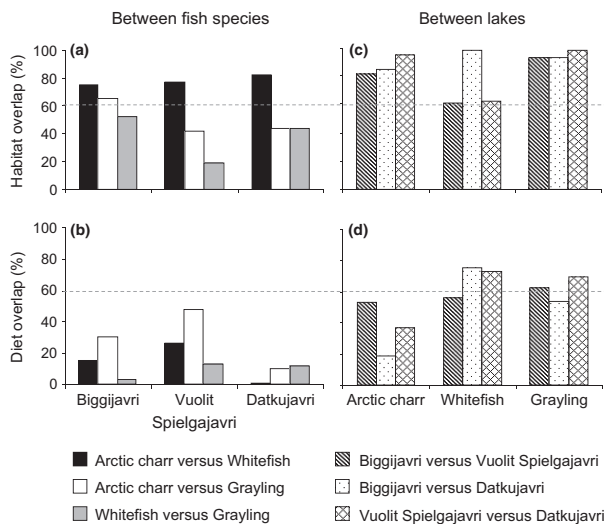 Between fish species
Between lakes
(a)
(c)
Habitat overlap (%)
100
80
60
40
20
0
(b)
(d)
Diet overlap (%)
100
80
60
40
20
0
Biggijavri Vuolit Datkujavri
Spielgajavri
Arctic charr Whitefish Grayling
Arctic charr versus Whitefish
Arctic charr versus Grayling
Whitefish versus Grayling
Biggijavri versus Vuolit Spielgajavri
Biggijavri versus Datkujavri
Vuolit Spielgajavri versus Datkujavri